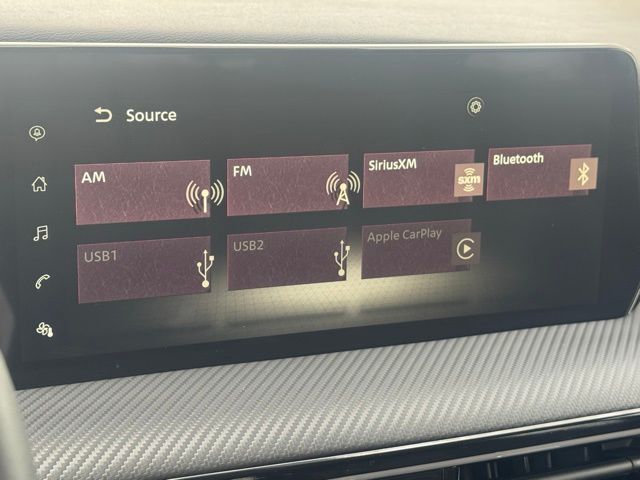 Source
AM
FM
SiriusXM
sxm
Bluetooth
USB1
USB2
Apple CarPlay